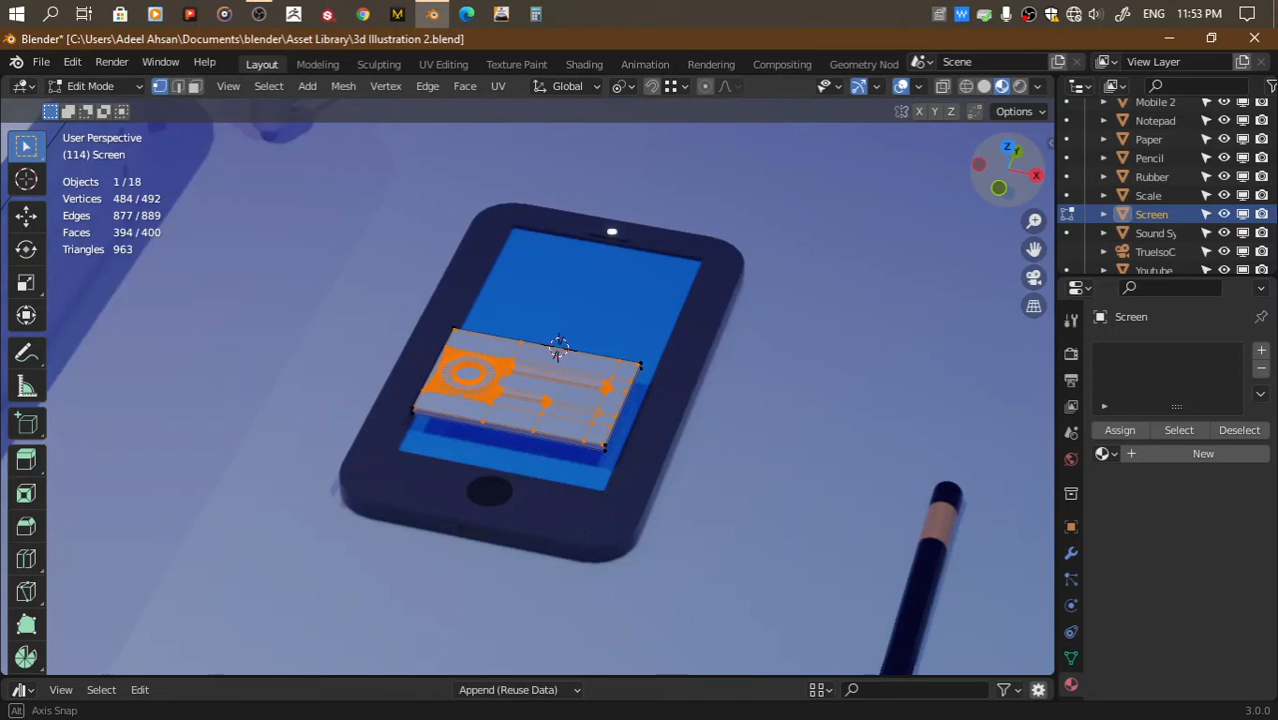 ENG 11:53 PM
Blender* [C:\Users\Adeel Ahsan\Documents\blender\Asset Library\3d Illustration 2.blend]
File Edit Render Window Help Layout Modeling Sculpting UV Editing Texture Paint Shading Animation Rendering Compositing Geometry Nod Scene View Layer
Edit Mode View Select Add Mesh Vertex Edge Face UV Global
X Y Z Options
User Perspective
(114) Screen
Objects 1 / 18
Vertices 484 / 492
Edges 877 / 889
Faces 394 / 400
Triangles 963
Z
Y
X
Mobile 2
Notepad
Paper
Pencil
Rubber
Scale
Screen
Sound Sy
TrueIsoC
Youtube
Screen
Assign Select Deselect
New
View Select Edit Append (Reuse Data)
Alt Axis Snap 3.0.0